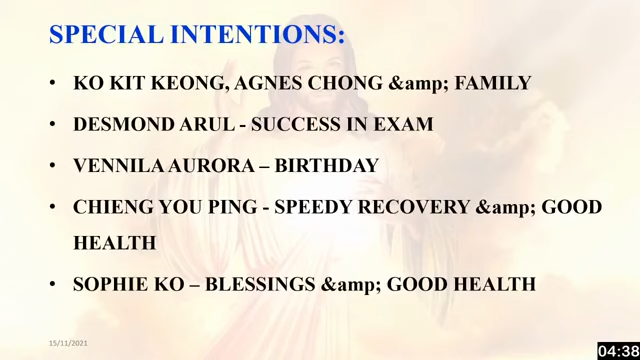 SPECIAL INTENTIONS:
• KO KIT KEONG, AGNES CHONG &amp; FAMILY
• DESMOND ARUL - SUCCESS IN EXAM
• VENNILA AURORA – BIRTHDAY
• CHIENG YOU PING - SPEEDY RECOVERY &amp; GOOD
HEALTH
• SOPHIE KO – BLESSINGS &amp; GOOD HEALTH
15/11/2021
04:38